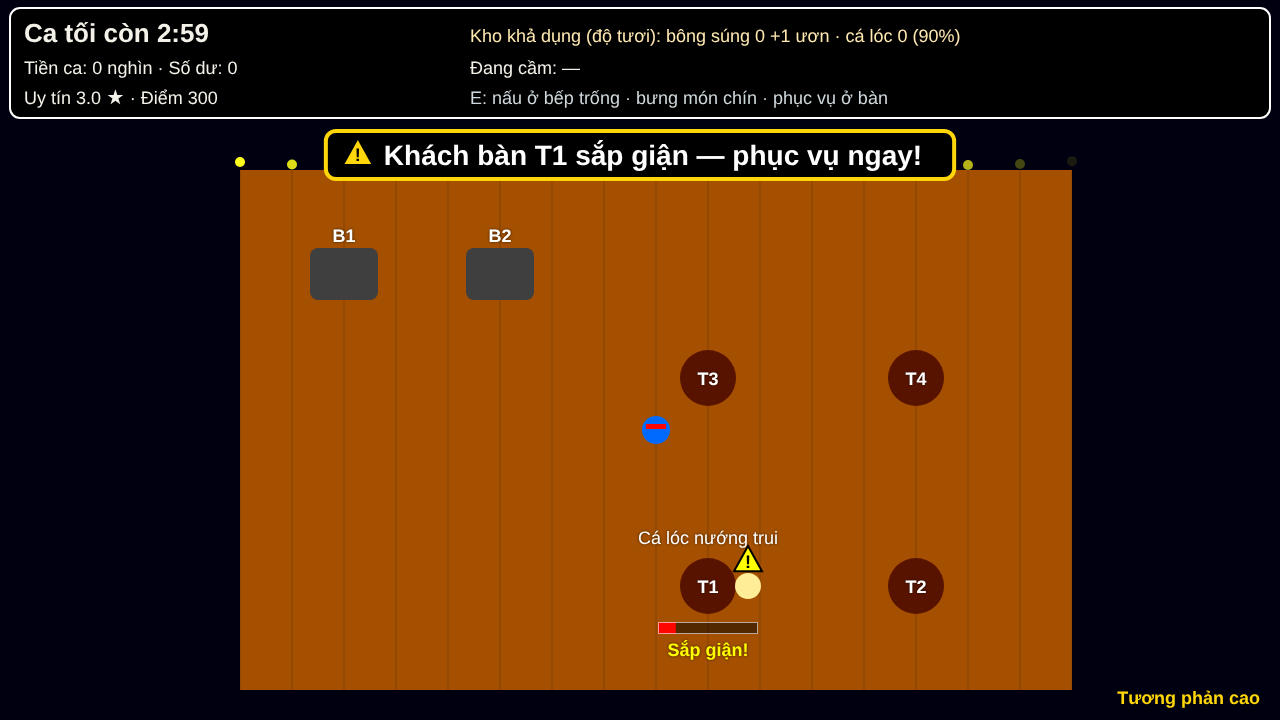 Ca tối còn 2:59
Kho khả dụng (độ tươi): bông súng 0 +1 ươn · cá lóc 0 (90%)
Tiền ca: 0 nghìn · Số dư: 0
Đang cầm: —
Uy tín 3.0 ★ · Điểm 300
E: nấu ở bếp trống · bưng món chín · phục vụ ở bàn
Khách bàn T1 sắp giận — phục vụ ngay!
B1
B2
T3
T4
Cá lóc nướng trui
T1
T2
Sắp giận!
Tương phản cao